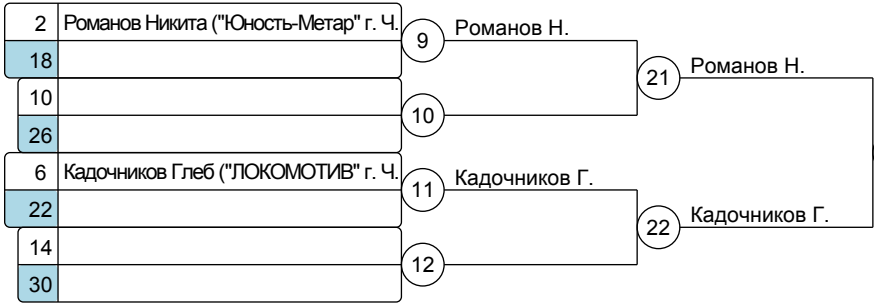 2 Романов Никита ("Юность-Метар" г. Ч.
18
9 Романов Н.
10
26
10
21 Романов Н.
6 Кадочников Глеб ("ЛОКОМОТИВ" г. Ч.
22
11 Кадочников Г.
14
30
12
22 Кадочников Г.